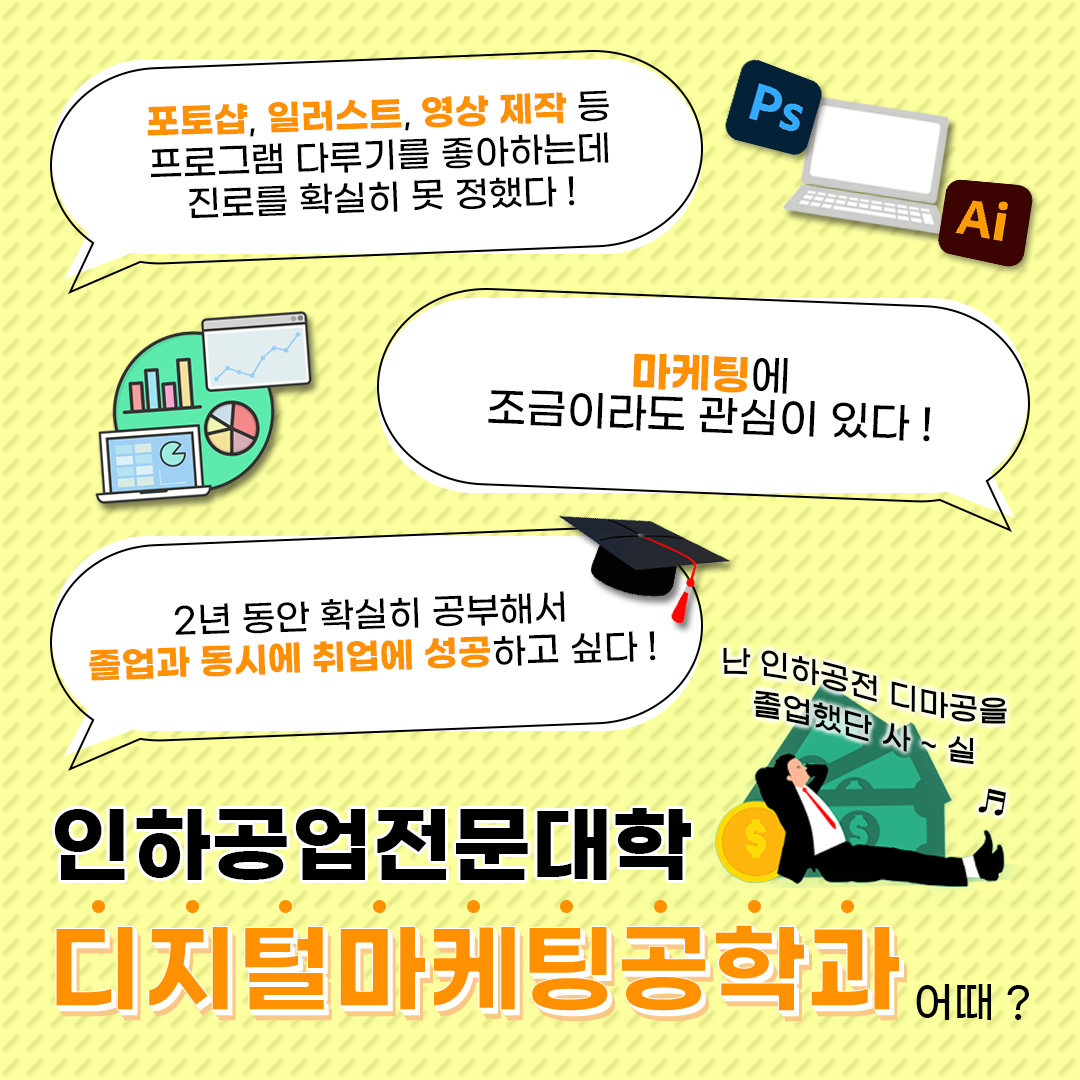 포토샵, 일러스트, 영상 제작 등
프로그램 다루기를 좋아하는데
진로를 확실히 못 정했다 !
Ps
Ai
마케팅에
조금이라도 관심이 있다 !
2년 동안 확실히 공부해서
졸업과 동시에 취업에 성공하고 싶다 !
난 인하공전 디마공을
졸업했단 사 ~ 실
인하공업전문대학
디지털마케팅공학과 어때 ?